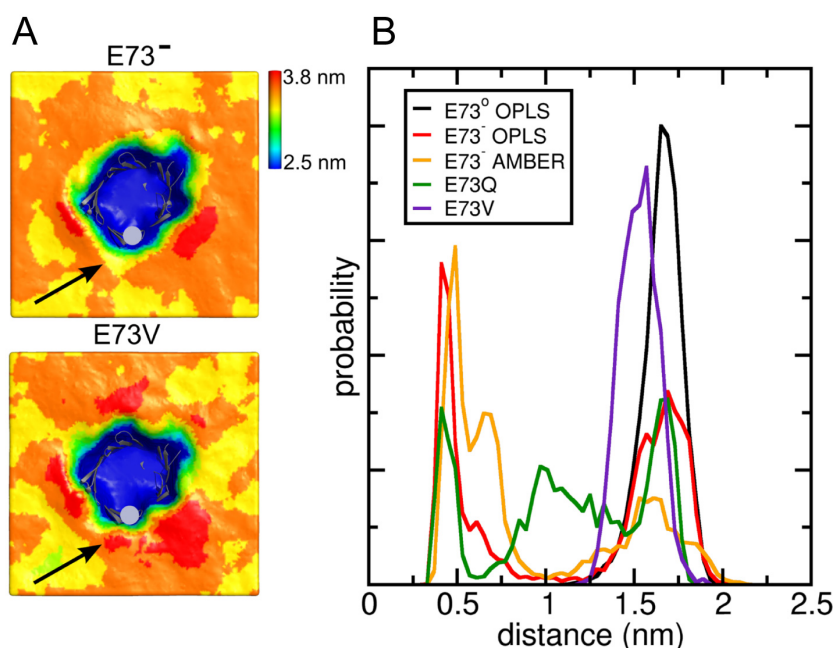 A
E73⁻
3.8 nm
2.5 nm
E73V
B
E73⁰ OPLS
E73⁻ OPLS
E73⁻ AMBER
E73Q
E73V
probability
0 0.5 1 1.5 2 2.5
distance (nm)